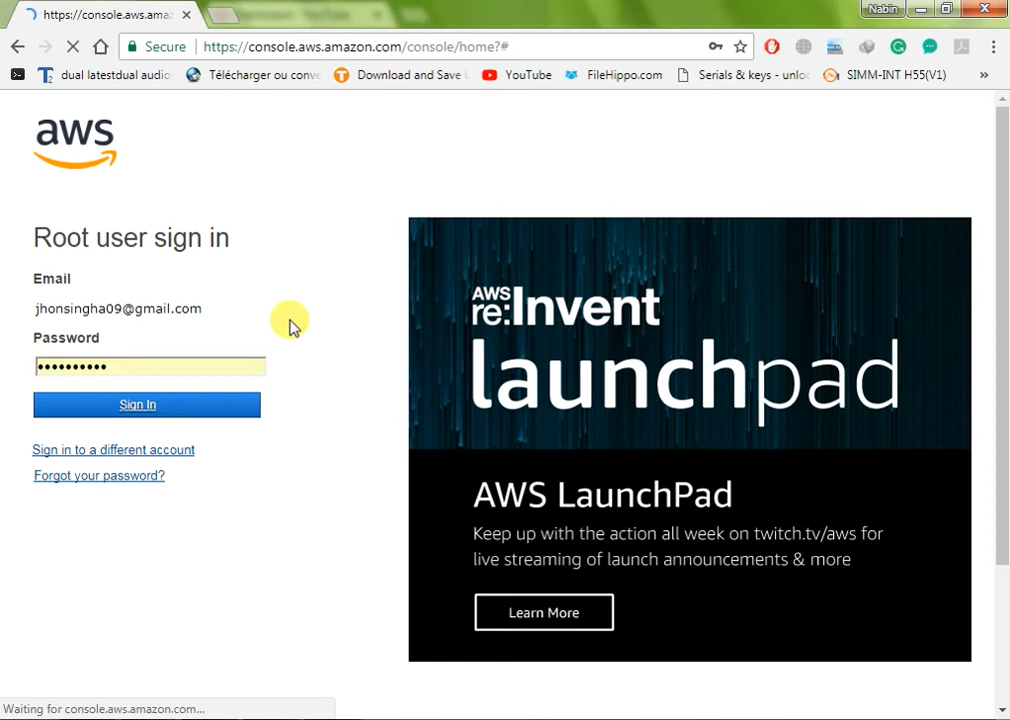 https://console.aws.amaz
Nabin
Secure
https://console.aws.amazon.com/console/home?#
dual latestdual audio
Télécharger ou conve
Download and Save
YouTube
FileHippo.com
Serials & keys - unloc
SIMM-INT H55(V1)
»
aws
Root user sign in
Email
jhonsingha09@gmail.com
Password
Sign In
Sign in to a different account
Forgot your password?
AWS
re:Invent
launchpad
AWS LaunchPad
Keep up with the action all week on twitch.tv/aws for
live streaming of launch announcements & more
Learn More
Waiting for console.aws.amazon.com...